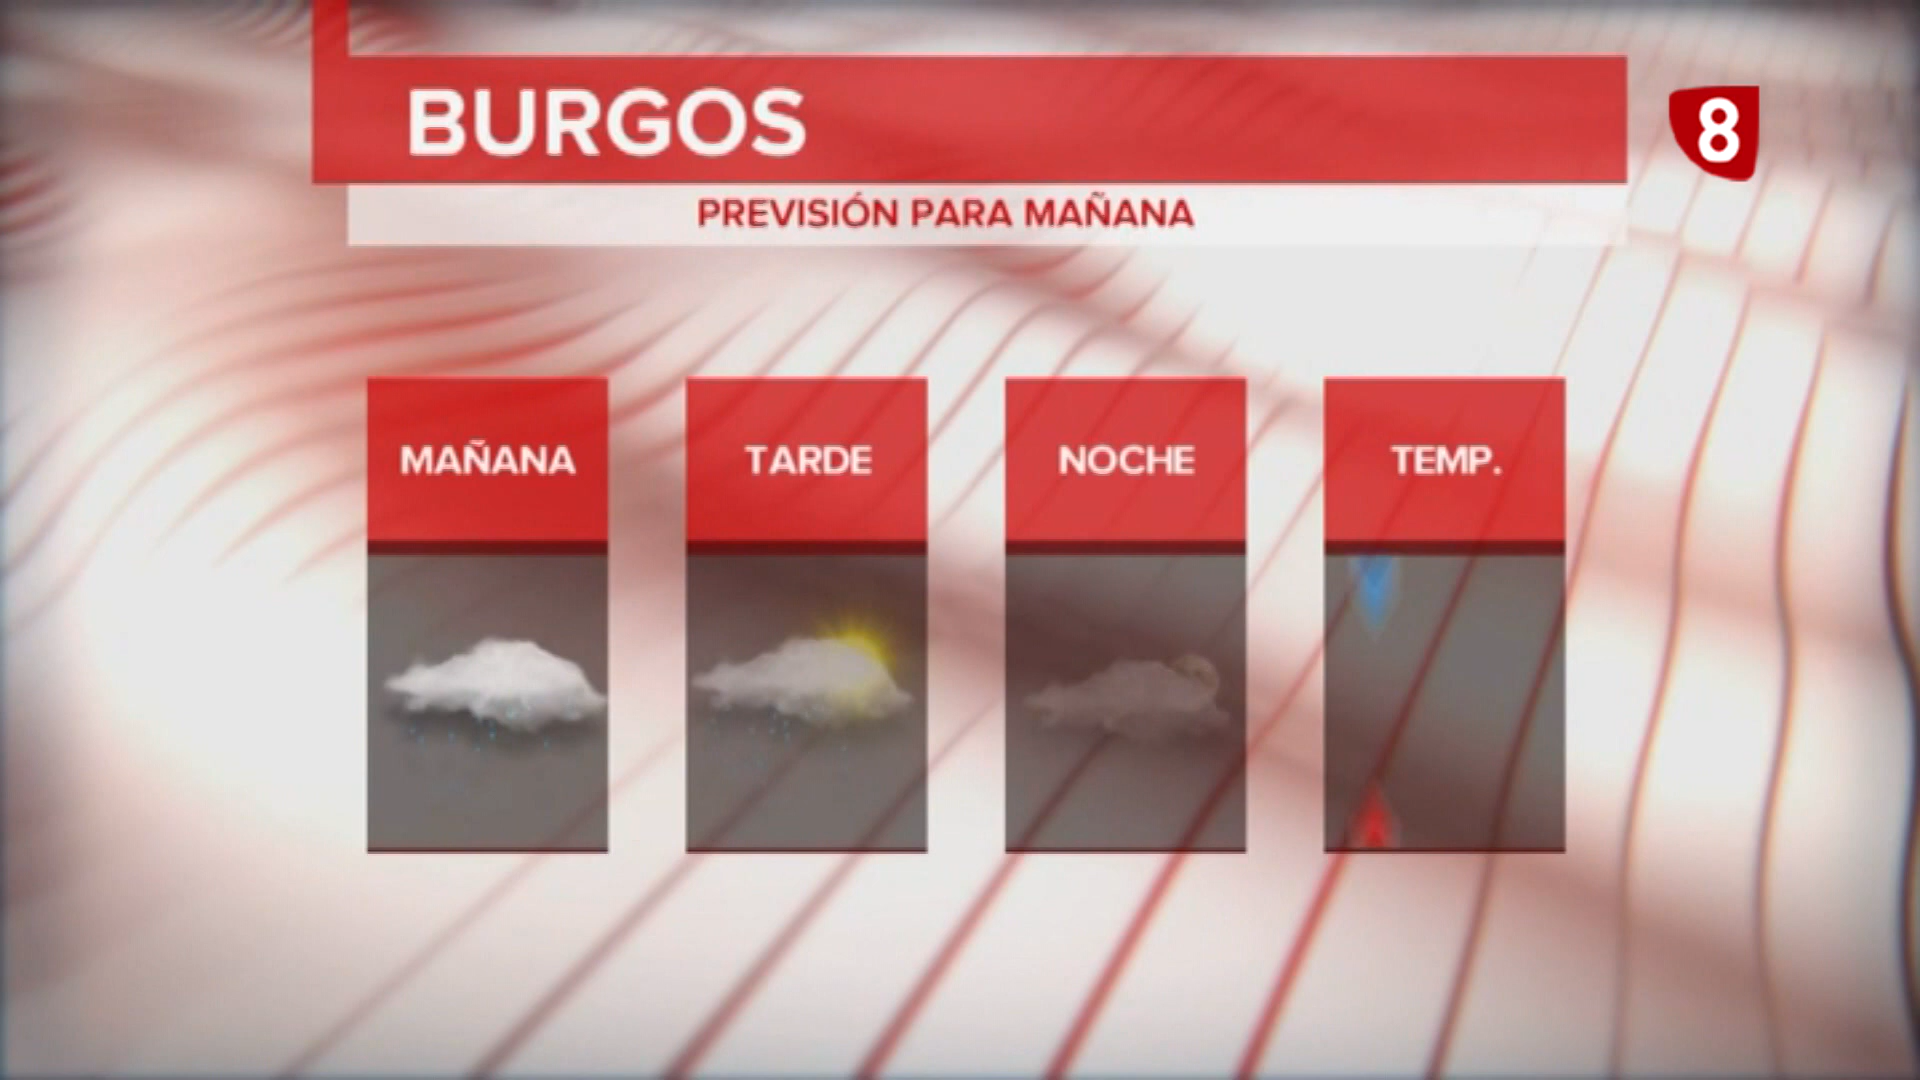 BURGOS
8
PREVISIÓN PARA MAÑANA
MAÑANA
TARDE
NOCHE
TEMP.